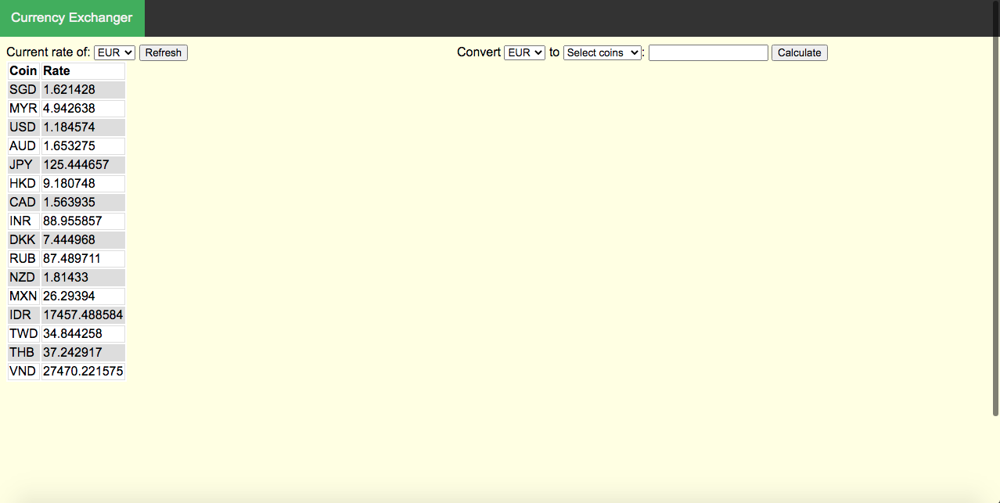 Currency Exchanger
Current rate of: EUR Refresh
Convert EUR to Select coins : Calculate
Coin Rate
SGD 1.621428
MYR 4.942638
USD 1.184574
AUD 1.653275
JPY 125.444657
HKD 9.180748
CAD 1.563935
INR 88.955857
DKK 7.444968
RUB 87.489711
NZD 1.81433
MXN 26.29394
IDR 17457.488584
TWD 34.844258
THB 37.242917
VND 27470.221575